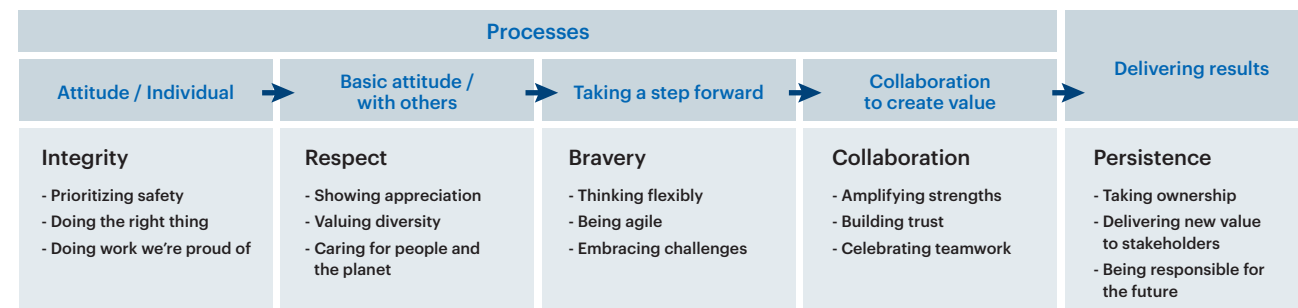 Processes
Delivering results
Attitude / Individual
Basic attitude /
with others
Taking a step forward
Collaboration
to create value
Integrity
- Prioritizing safety
- Doing the right thing
- Doing work we're proud of
Respect
- Showing appreciation
- Valuing diversity
- Caring for people and
the planet
Bravery
- Thinking flexibly
- Being agile
- Embracing challenges
Collaboration
- Amplifying strengths
- Building trust
- Celebrating teamwork
Persistence
- Taking ownership
- Delivering new value
to stakeholders
- Being responsible for
the future